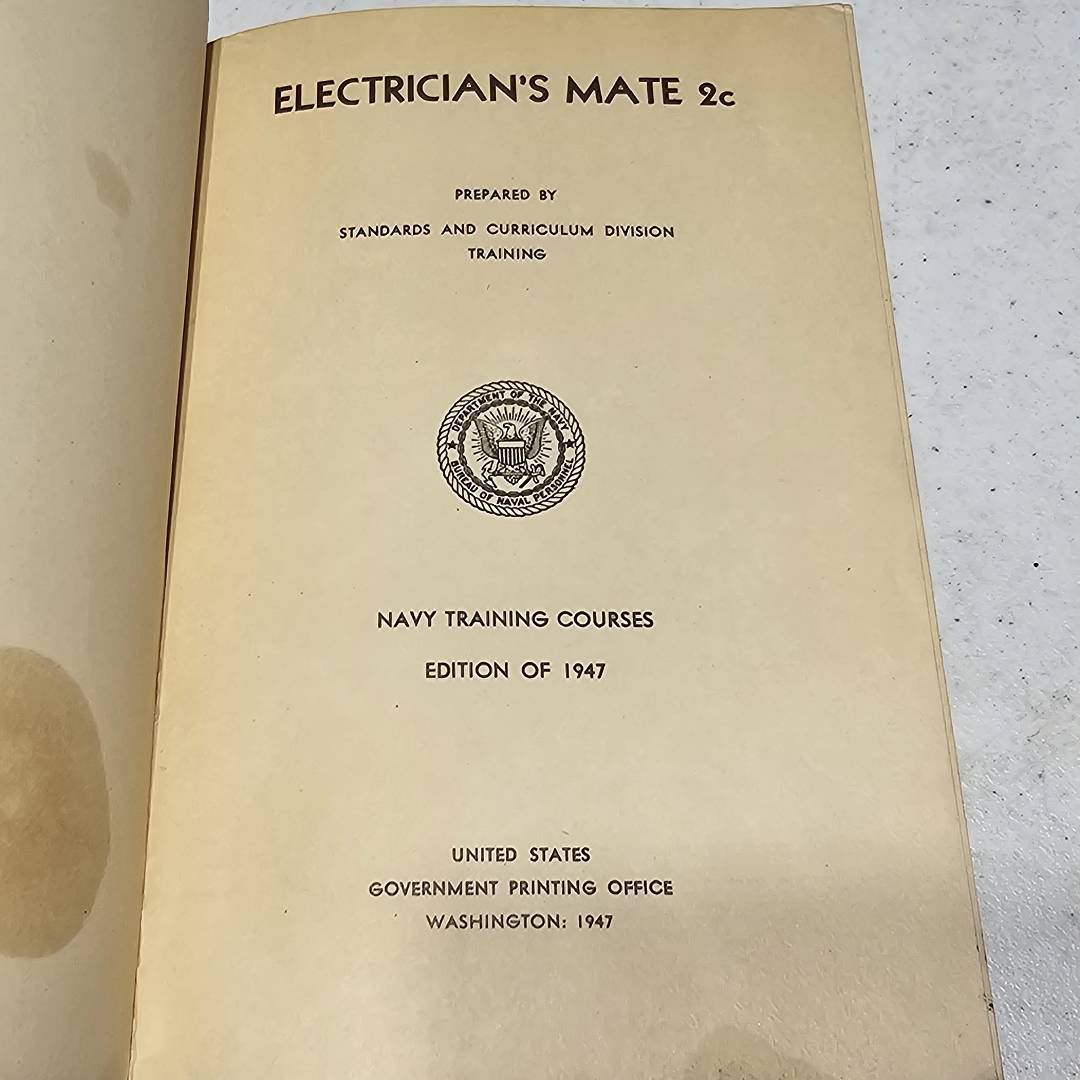 ELECTRICIAN'S MATE 2c
PREPARED BY
STANDARDS AND CURRICULUM DIVISION
TRAINING
DEPARTMENT OF THE NAVY
BUREAU OF NAVAL PERSONNEL
NAVY TRAINING COURSES
EDITION OF 1947
UNITED STATES
GOVERNMENT PRINTING OFFICE
WASHINGTON: 1947